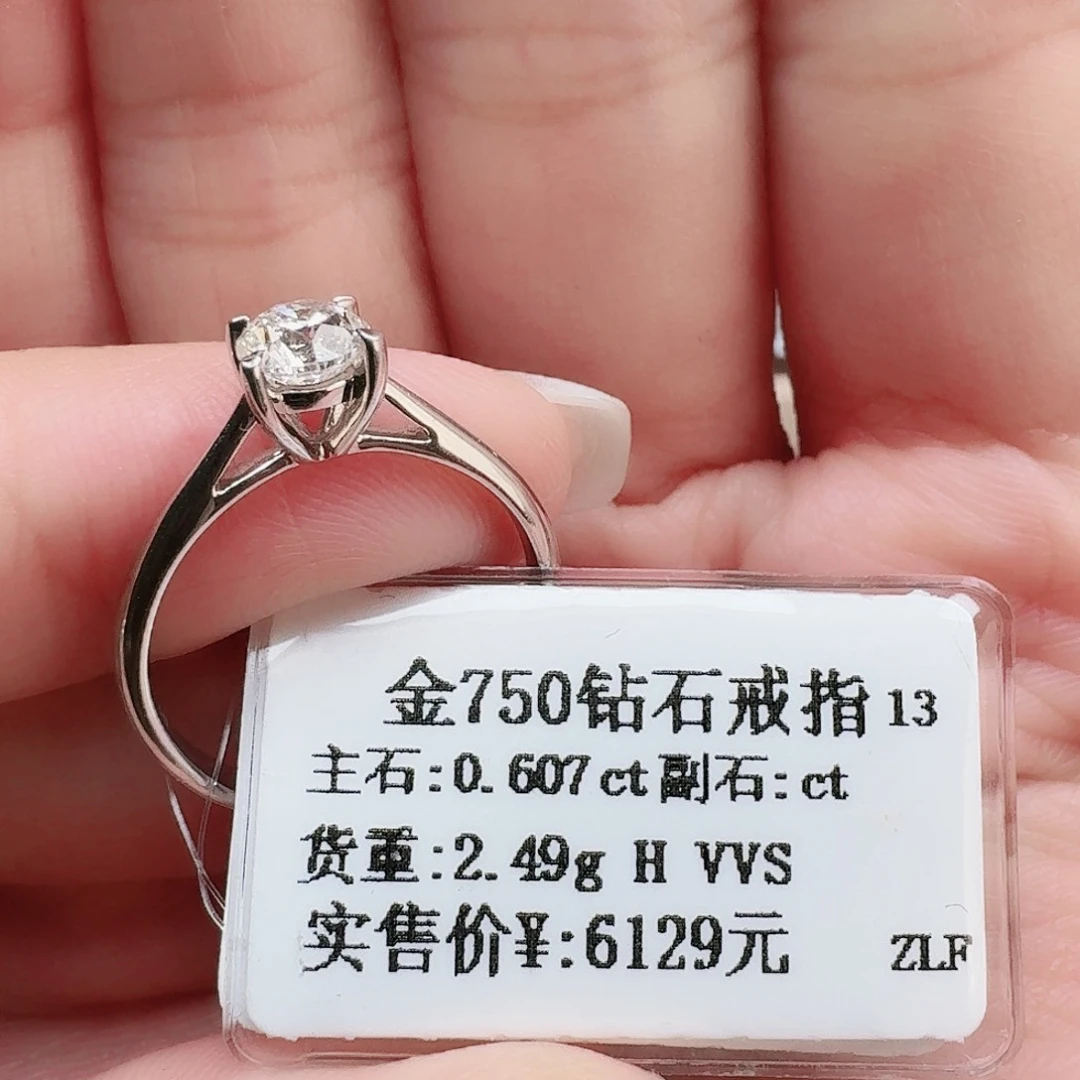 金750钻石戒指 13
主石:0.607ct副石:ct
货重:2.49g H VVS
实售价¥:6129元 ZLF